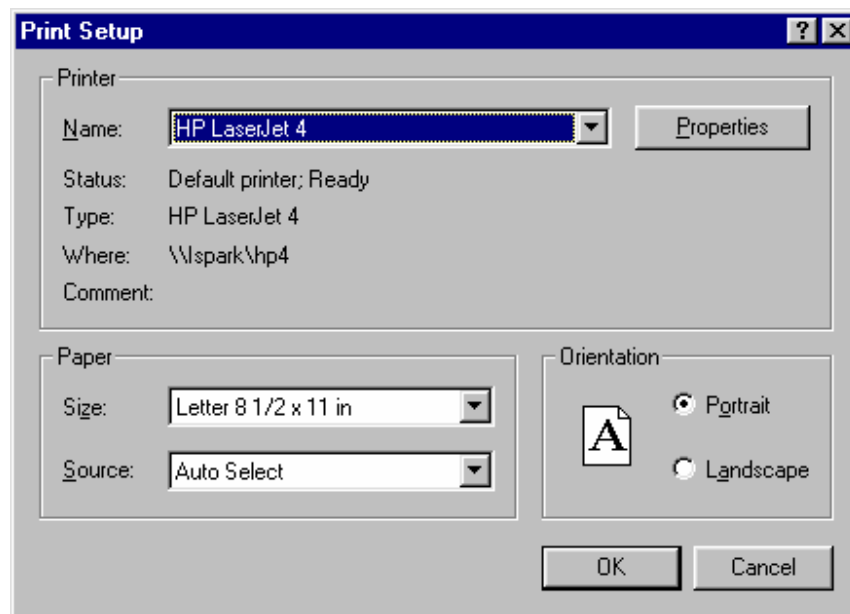 Print Setup
Printer
Name: HP LaserJet 4 Properties
Status: Default printer; Ready
Type: HP LaserJet 4
Where: \\lspark\hp4
Comment:
Paper
Size: Letter 8 1/2 x 11 in
Source: Auto Select
Orientation
A
Portrait
Landscape
OK Cancel